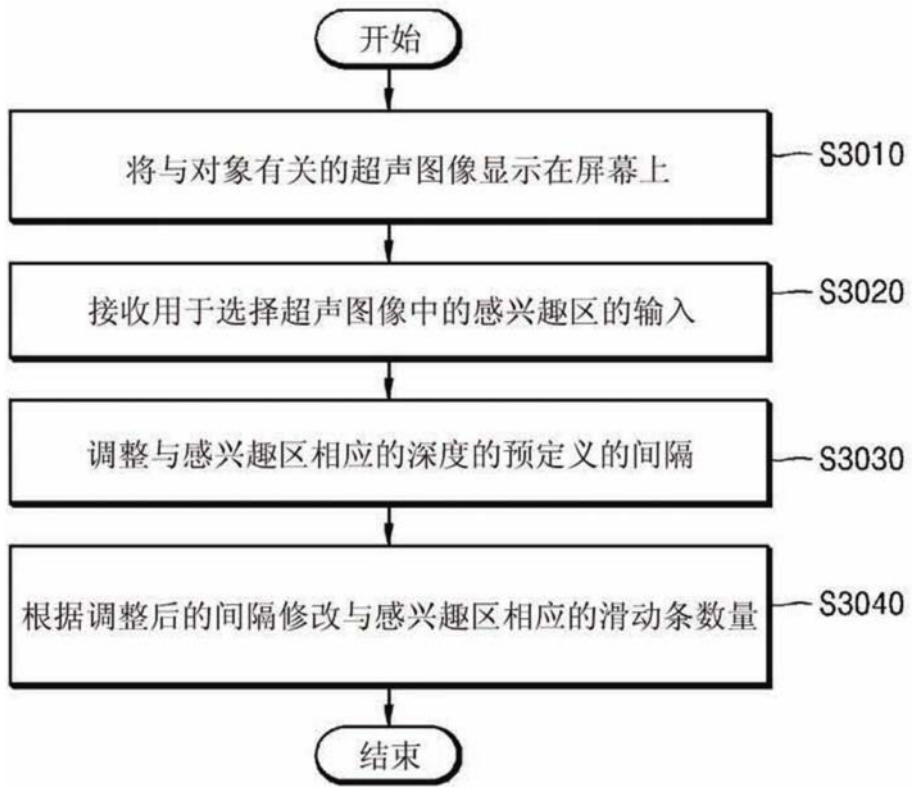 开始
将与对象有关的超声图像显示在屏幕上
S3010
接收用于选择超声图像中的感兴趣区的输入
S3020
调整与感兴趣区相应的深度的预定义的间隔
S3030
根据调整后的间隔修改与感兴趣区相应的滑动条数量
S3040
结束